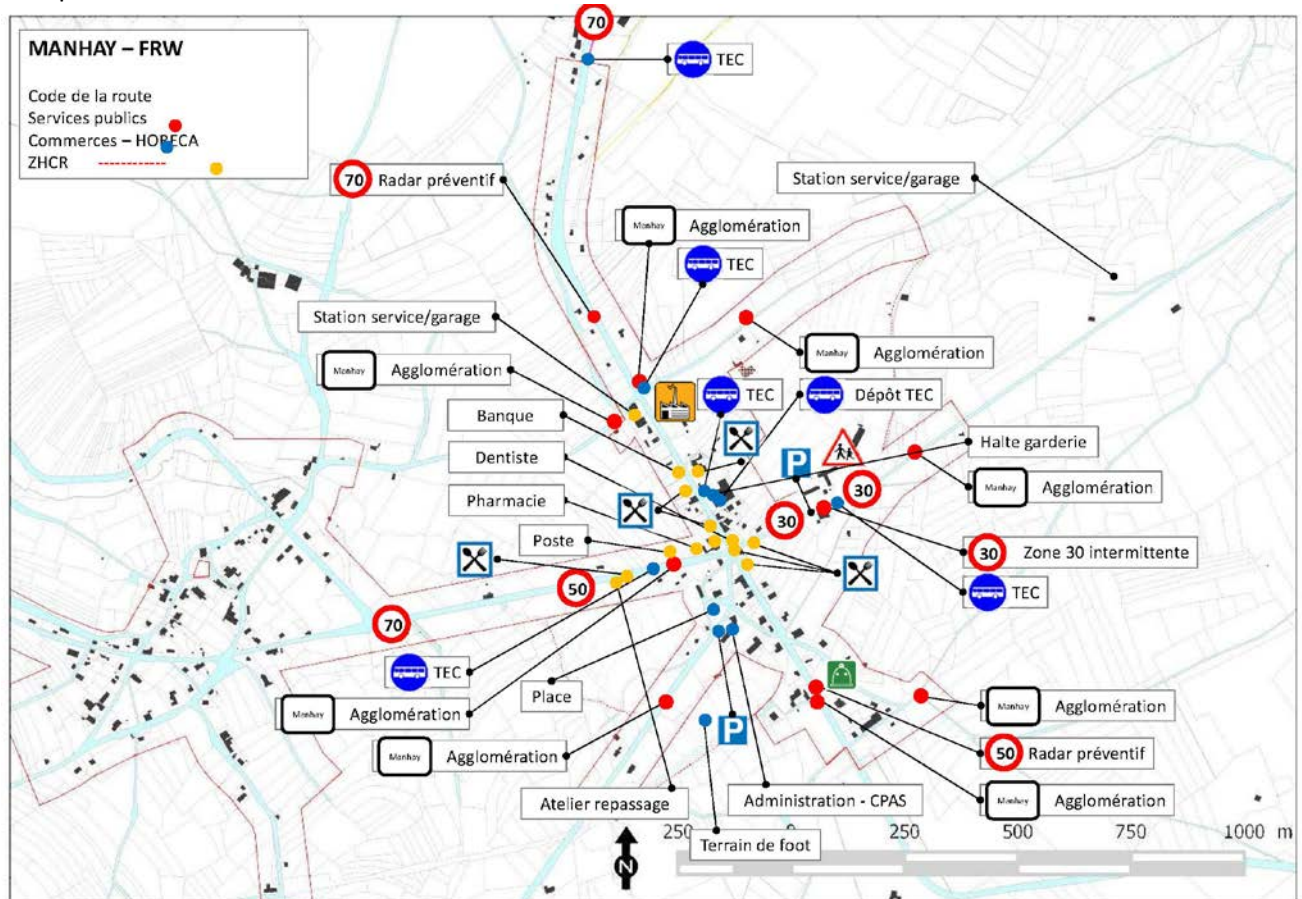 MANHAY – FRW
Code de la route
Services publics
Commerces – HORECA
ZHCR
70
TEC
70 Radar préventif
Station service/garage
Manhay Agglomération
TEC
Station service/garage
Manhay Agglomération
Manhay Agglomération
TEC
Dépôt TEC
Banque
Halte garderie
Dentiste
P
Manhay Agglomération
30
Pharmacie
30
Poste
30 Zone 30 intermittente
50
TEC
70
TEC
Place
Manhay Agglomération
Manhay Agglomération
Manhay Agglomération
P
50 Radar préventif
Atelier repassage
Administration - CPAS
Manhay Agglomération
Terrain de foot
250 0 250 500 750 1000 m
N